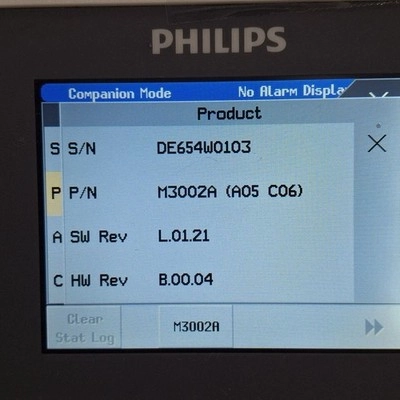 PHILIPS
Companion Mode No Alarm Displa
Product
S S/N DE654W0103
P P/N M3002A (A05 C06)
A SW Rev L.01.21
C HW Rev B.00.04
Clear
Stat Log
M3002A